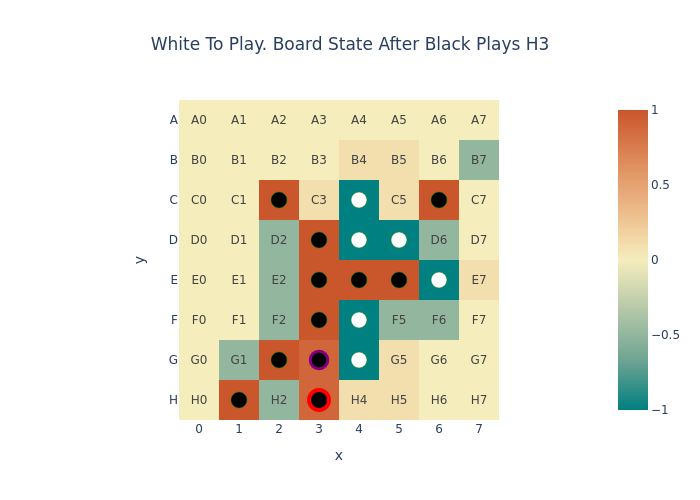 White To Play. Board State After Black Plays H3
A A0 A1 A2 A3 A4 A5 A6 A7 1
B B0 B1 B2 B3 B4 B5 B6 B7
C C0 C1 C3 C5 C7 0.5
D D0 D1 D2 D6 D7
y 0
E E0 E1 E2 E7
F F0 F1 F2 F5 F6 F7 −0.5
G G0 G1 G5 G6 G7
H H0 H2 H4 H5 H6 H7 −1
0 1 2 3 4 5 6 7
x